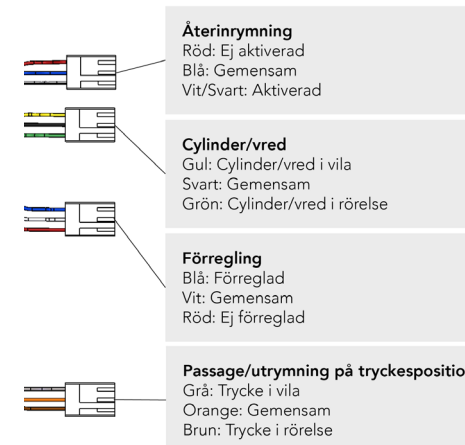 Återinrymning
Röd: Ej aktiverad
Blå: Gemensam
Vit/Svart: Aktiverad
Cylinder/vred
Gul: Cylinder/vred i vila
Svart: Gemensam
Grön: Cylinder/vred i rörelse
Förregling
Blå: Förreglad
Vit: Gemensam
Röd: Ej förreglad
Passage/utrymning på tryckespositio
Grå: Trycke i vila
Orange: Gemensam
Brun: Trycke i rörelse